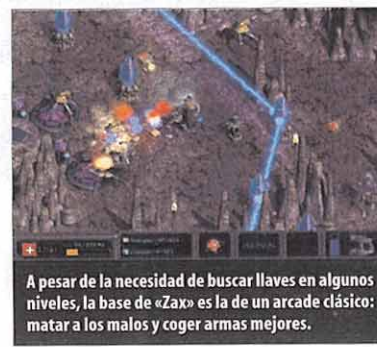 A pesar de la necesidad de buscar llaves en algunos
niveles, la base de «Zax» es la de un arcade clásico:
matar a los malos y coger armas mejores.